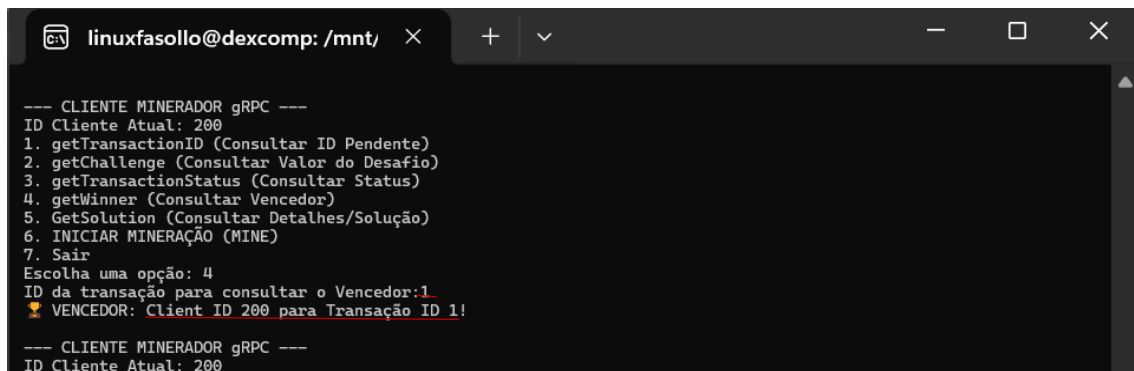 linuxfasollo@dexcomp: /mnt/
--- CLIENTE MINERADOR gRPC ---
ID Cliente Atual: 200
1. getTransactionID (Consultar ID Pendente)
2. getChallenge (Consultar Valor do Desafio)
3. getTransactionStatus (Consultar Status)
4. getWinner (Consultar Vencedor)
5. GetSolution (Consultar Detalhes/Solução)
6. INICIAR MINERAÇÃO (MINE)
7. Sair
Escolha uma opção: 4
ID da transação para consultar o Vencedor:1
🏆 VENCEDOR: Client ID 200 para Transação ID 1!
--- CLIENTE MINERADOR gRPC ---
ID Cliente Atual: 200